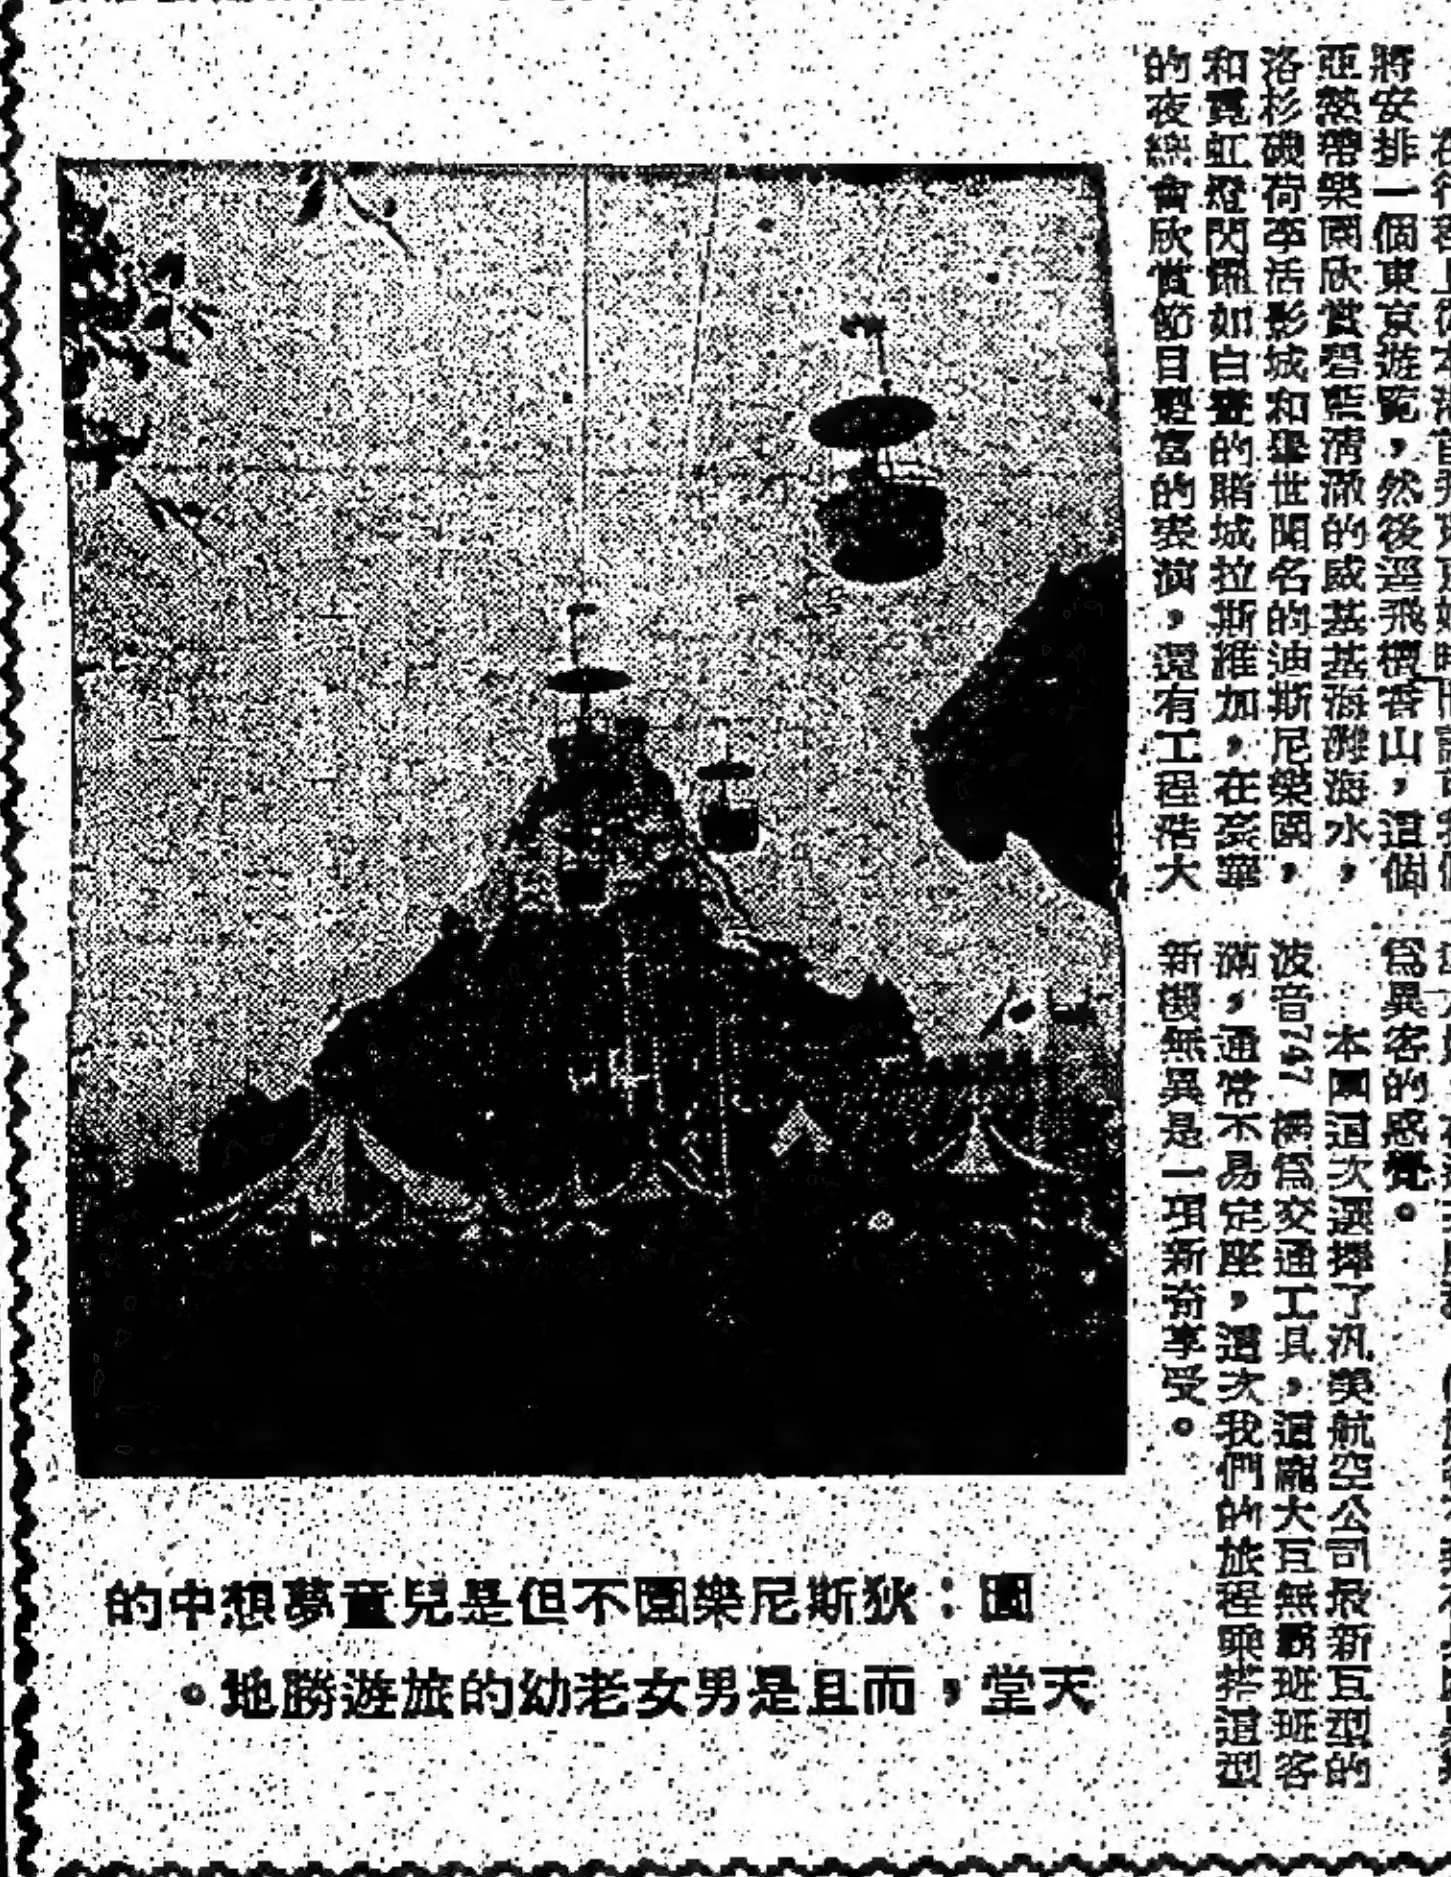 將安排一個東京遊覽，然後逕飛檀香山，這個
亞熱帶樂園欣賞碧藍清澈的威基基海灘海水，
洛杉磯荷李活影城和舉世聞名的迪斯尼樂園，
和霓虹燈閃爍如白晝的賭城拉斯維加，在豪華
的夜總會欣賞節目豐富的表演，還有工程浩大
為異客的感覺。
本團這次選擇了汎美航空公司最新互型的
波音747機為交通工具，這龐大互無霸班班客
滿，通常不易定座，這次我們的旅程乘搭這型
新機無異是一項新奇享受。
圖：狄斯尼樂園不但是兒童夢想中的
天堂，而且是男女老幼的旅遊勝地。